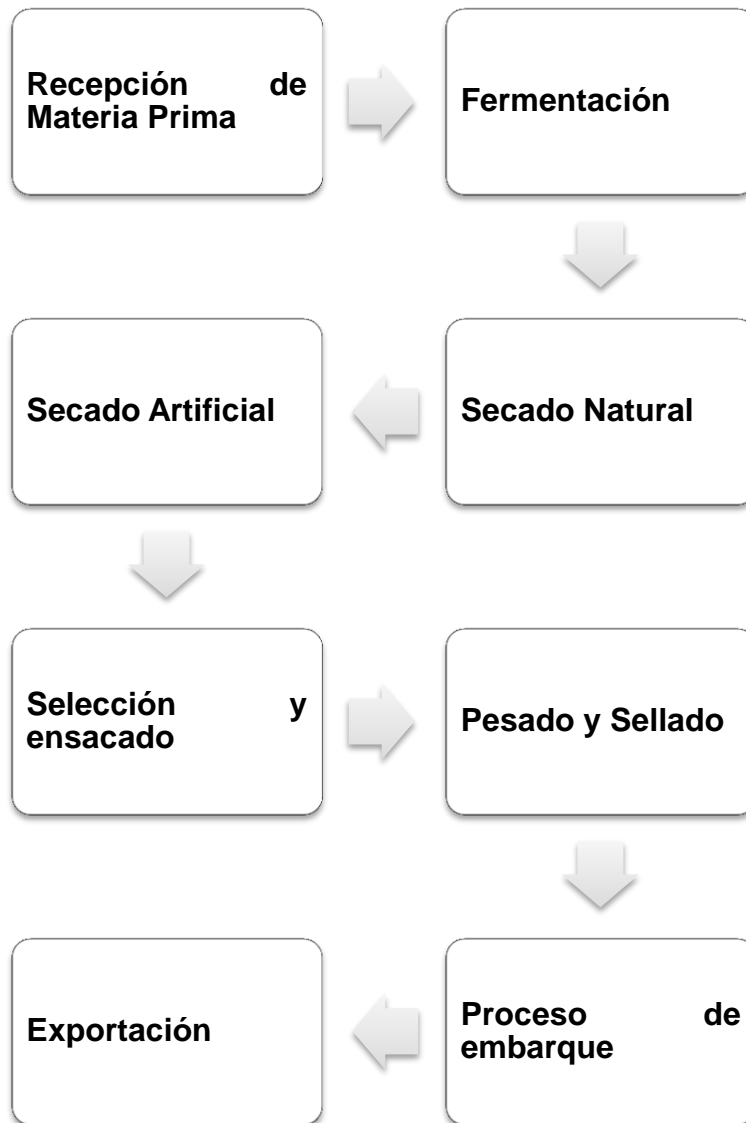 Recepción de
Materia Prima
Fermentación
Secado Natural
Secado Artificial
Selección y
ensacado
Pesado y Sellado
Proceso de
embarque
Exportación